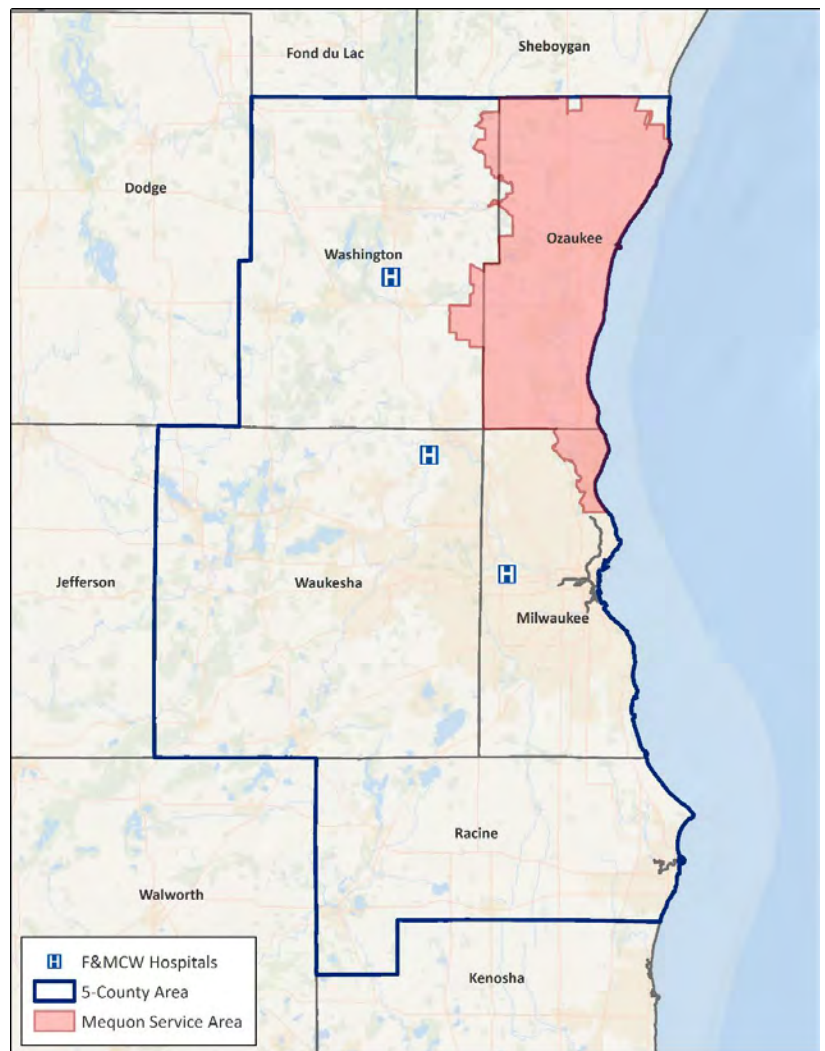 Fond du Lac
Sheboygan
Dodge
Washington
Ozaukee
H
H
Jefferson
Waukesha
H
Milwaukee
Racine
Walworth
Kenosha
H F&MCW Hospitals
5-County Area
Mequon Service Area